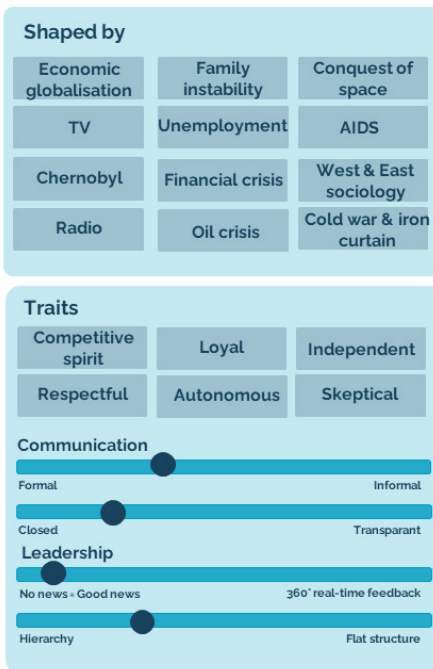 Shaped by
Economic
globalisation
Family
instability
Conquest of
space
TV
Unemployment
AIDS
Chernobyl
Financial crisis
West & East
sociology
Radio
Oil crisis
Cold war & iron
curtain
Traits
Competitive
spirit
Loyal
Independent
Respectful
Autonomous
Skeptical
Communication
Formal
Informal
Closed
Transparant
Leadership
No news = Good news
360° real-time feedback
Hierarchy
Flat structure